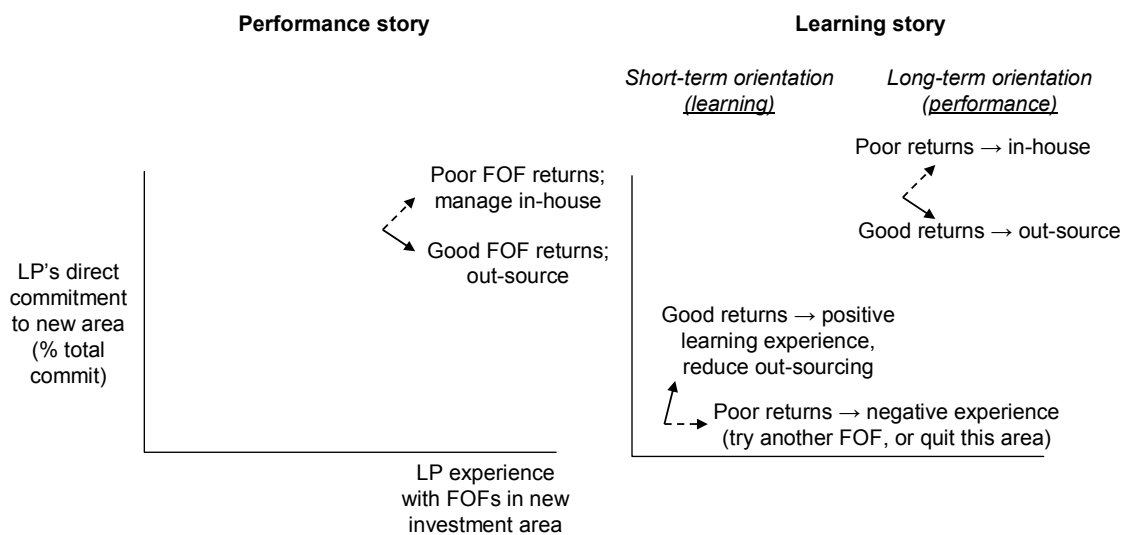 Performance story
Learning story
Short-term orientation
(learning)
Long-term orientation
(performance)
Poor returns → in-house
Good returns → out-source
Poor FOF returns;
manage in-house
Good FOF returns;
out-source
LP’s direct
commitment
to new area
(% total
commit)
Good returns → positive
learning experience,
reduce out-sourcing
Poor returns → negative experience
(try another FOF, or quit this area)
LP experience
with FOFs in new
investment area